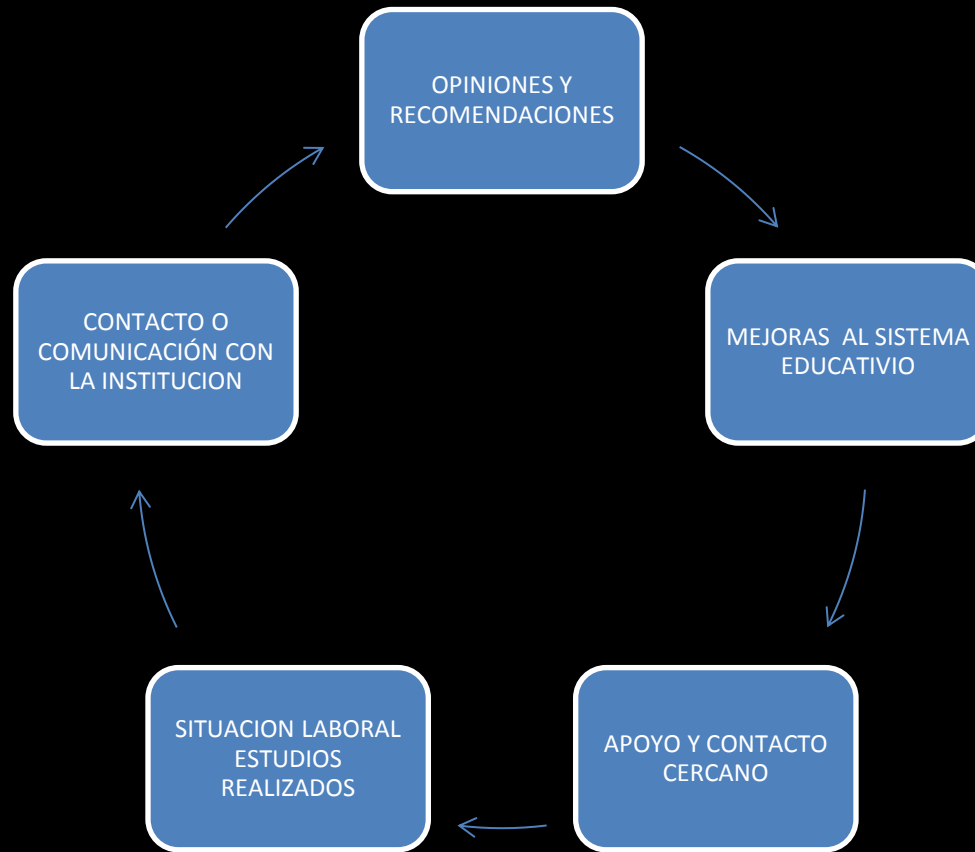 OPINIONES Y
RECOMENDACIONES
CONTACTO O
COMUNICACIÓN CON
LA INSTITUCION
MEJORAS AL SISTEMA
EDUCATIVIO
SITUACION LABORAL
ESTUDIOS
REALIZADOS
APOYO Y CONTACTO
CERCANO